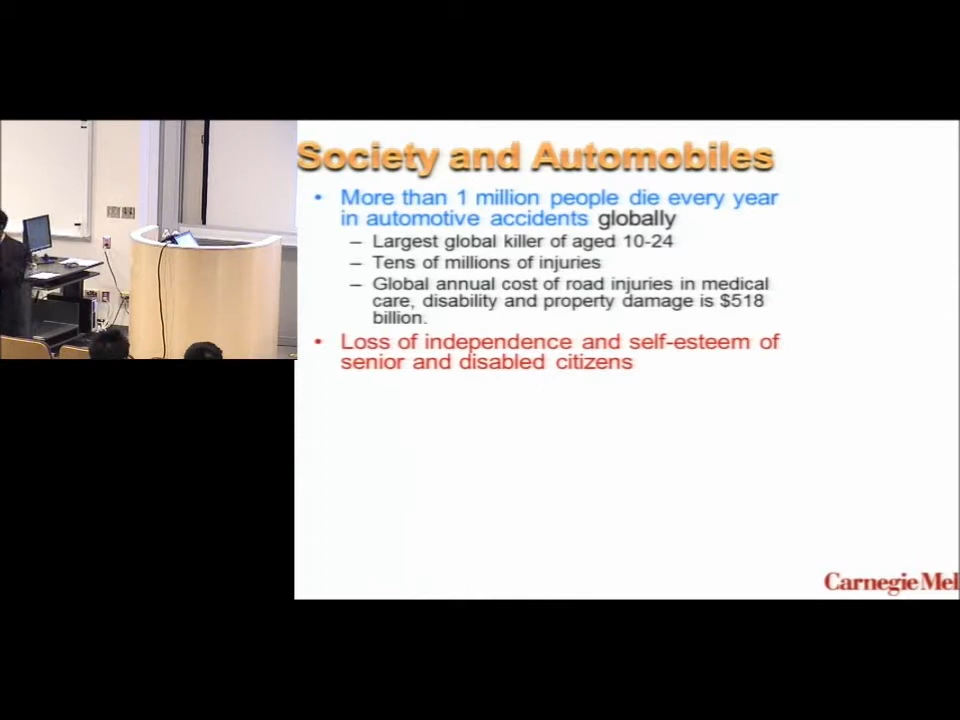 Society and Automobiles
• More than 1 million people die every year
in automotive accidents globally
– Largest global killer of aged 10-24
– Tens of millions of injuries
– Global annual cost of road injuries in medical
care, disability and property damage is $518
billion.
• Loss of independence and self-esteem of
senior and disabled citizens
Carnegie Mel